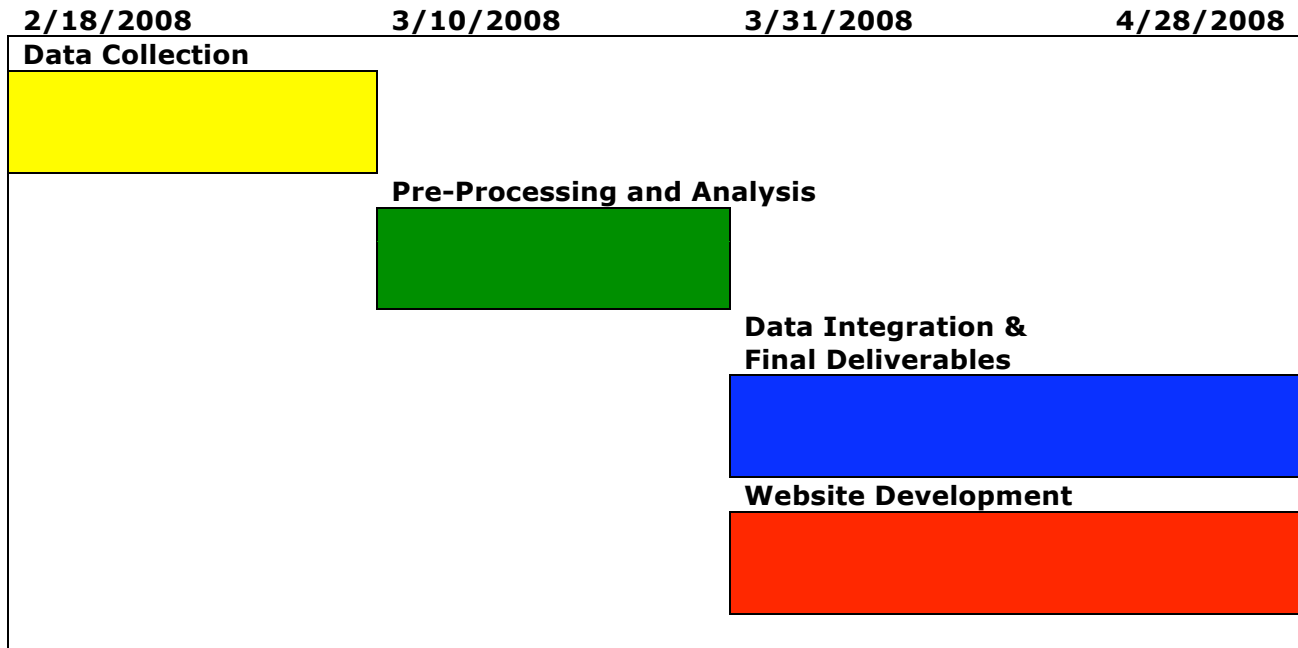 2/18/2008 3/10/2008 3/31/2008 4/28/2008
Data Collection
Pre-Processing and Analysis
Data Integration &
Final Deliverables
Website Development